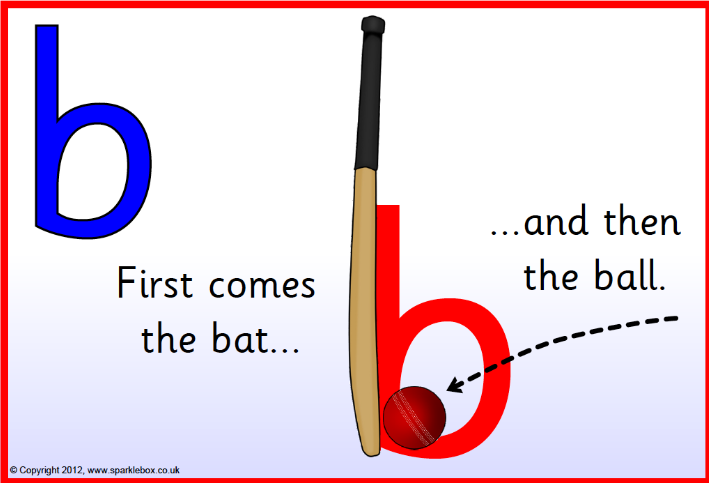 b
First comes
the bat...
b
...and then
the ball.
© Copyright 2012, www.sparklebox.co.uk